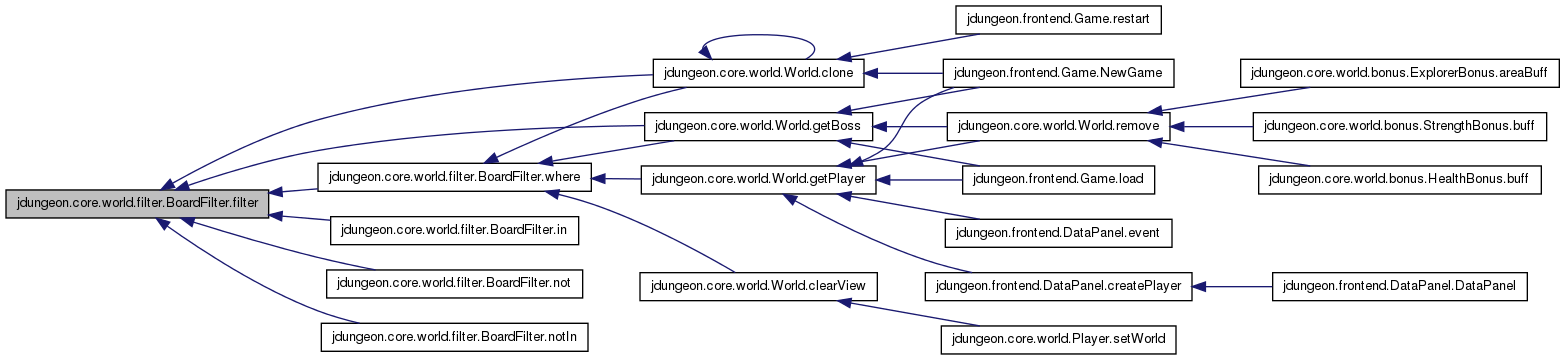 jdungeon.core.world.filter.BoardFilter.filter
jdungeon.core.world.filter.BoardFilter.where
jdungeon.core.world.filter.BoardFilter.in
jdungeon.core.world.filter.BoardFilter.not
jdungeon.core.world.filter.BoardFilter.notIn
jdungeon.core.world.World.clone
jdungeon.core.world.World.getBoss
jdungeon.core.world.World.getPlayer
jdungeon.core.world.World.clearView
jdungeon.frontend.Game.restart
jdungeon.frontend.Game.NewGame
jdungeon.core.world.World.remove
jdungeon.frontend.Game.load
jdungeon.frontend.DataPanel.event
jdungeon.frontend.DataPanel.createPlayer
jdungeon.core.world.Player.setWorld
jdungeon.core.world.bonus.ExplorerBonus.areaBuff
jdungeon.core.world.bonus.StrengthBonus.buff
jdungeon.core.world.bonus.HealthBonus.buff
jdungeon.frontend.DataPanel.DataPanel